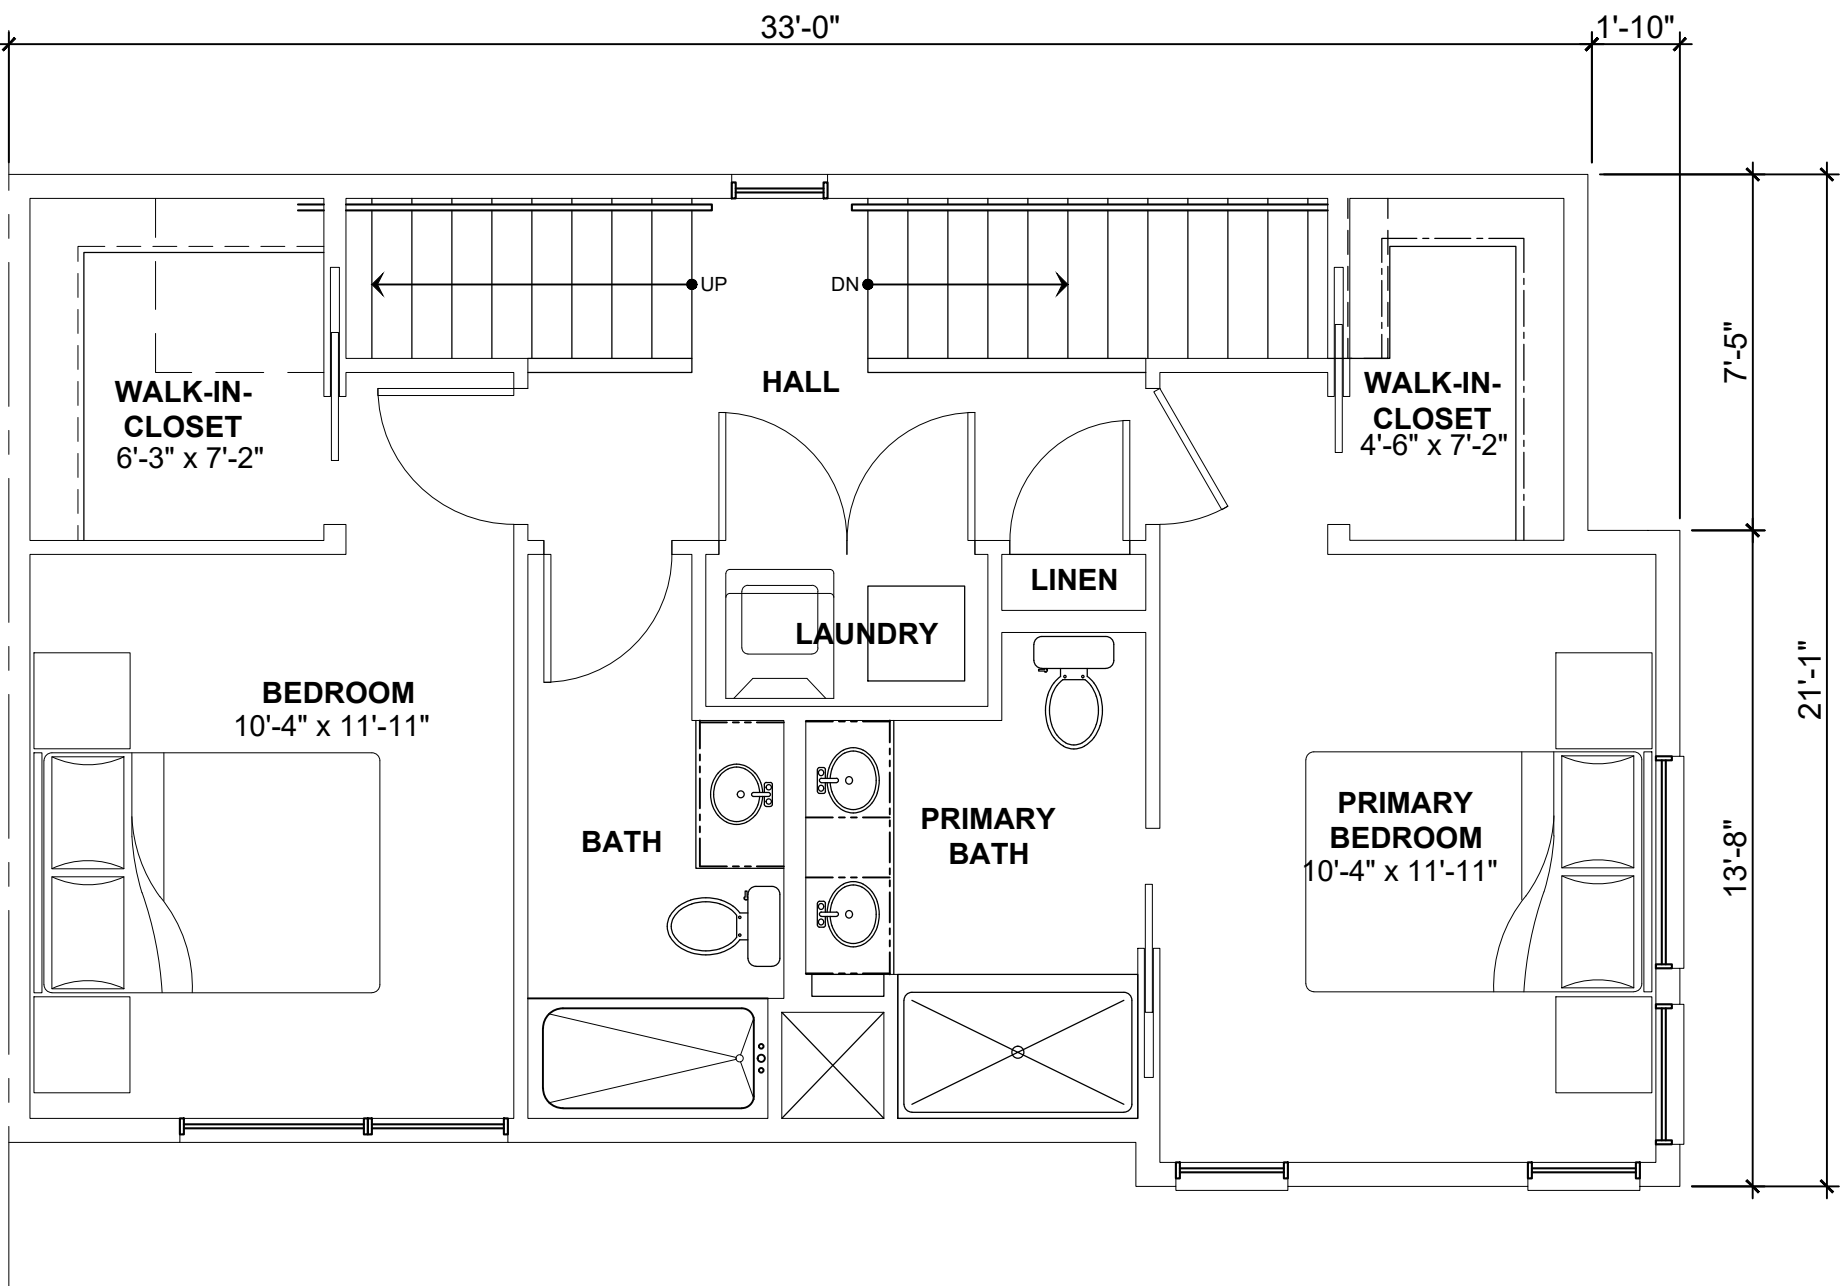 33'-0"
1'-10"
UP
DN
7'-5"
HALL
WALK-IN-
CLOSET
6'-3" x 7'-2"
WALK-IN-
CLOSET
4'-6" x 7'-2"
LINEN
LAUNDRY
21'-1"
BEDROOM
10'-4" x 11'-11"
BATH
PRIMARY
BATH
PRIMARY
BEDROOM
10'-4" x 11'-11"
13'-8"